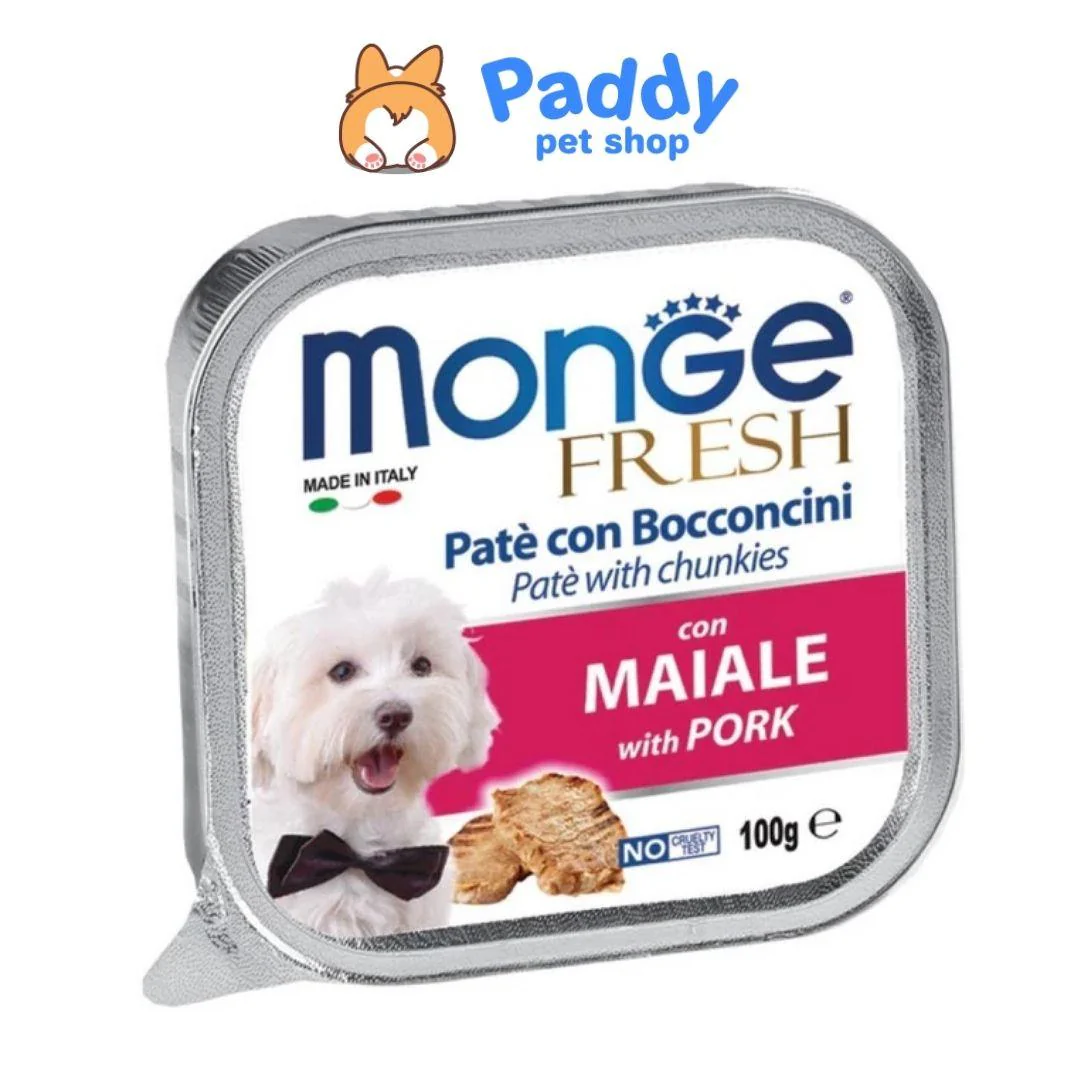 Paddy
pet shop
monGe®
FRESH
MADE IN ITALY
Patè con Bocconcini
Patè with chunkies
con
MAIALE
with PORK
NO CRUELTY TEST
100g ℮